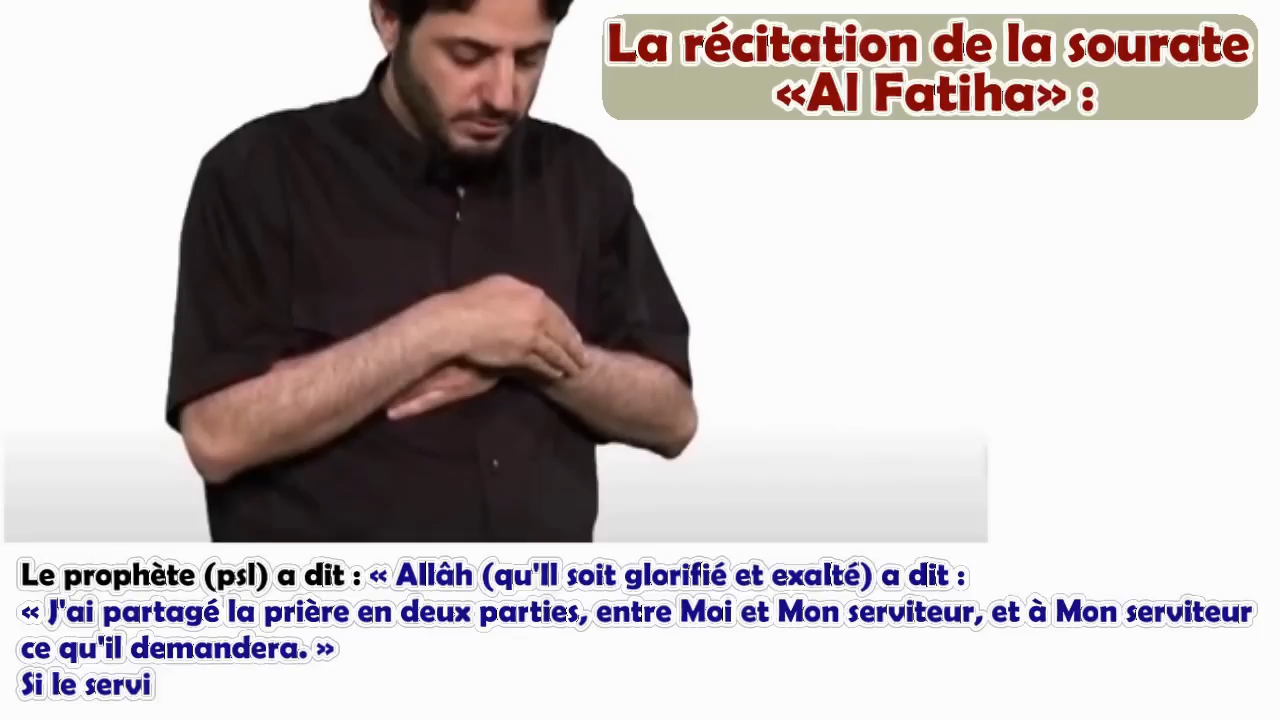 La récitation de la sourate
«Al Fatiha» :
Le prophète (psl) a dit : « Allâh (qu'Il soit glorifié et exalté) a dit :
« J'ai partagé la prière en deux parties, entre Moi et Mon serviteur, et à Mon serviteur
ce qu'il demandera. »
Si le servi